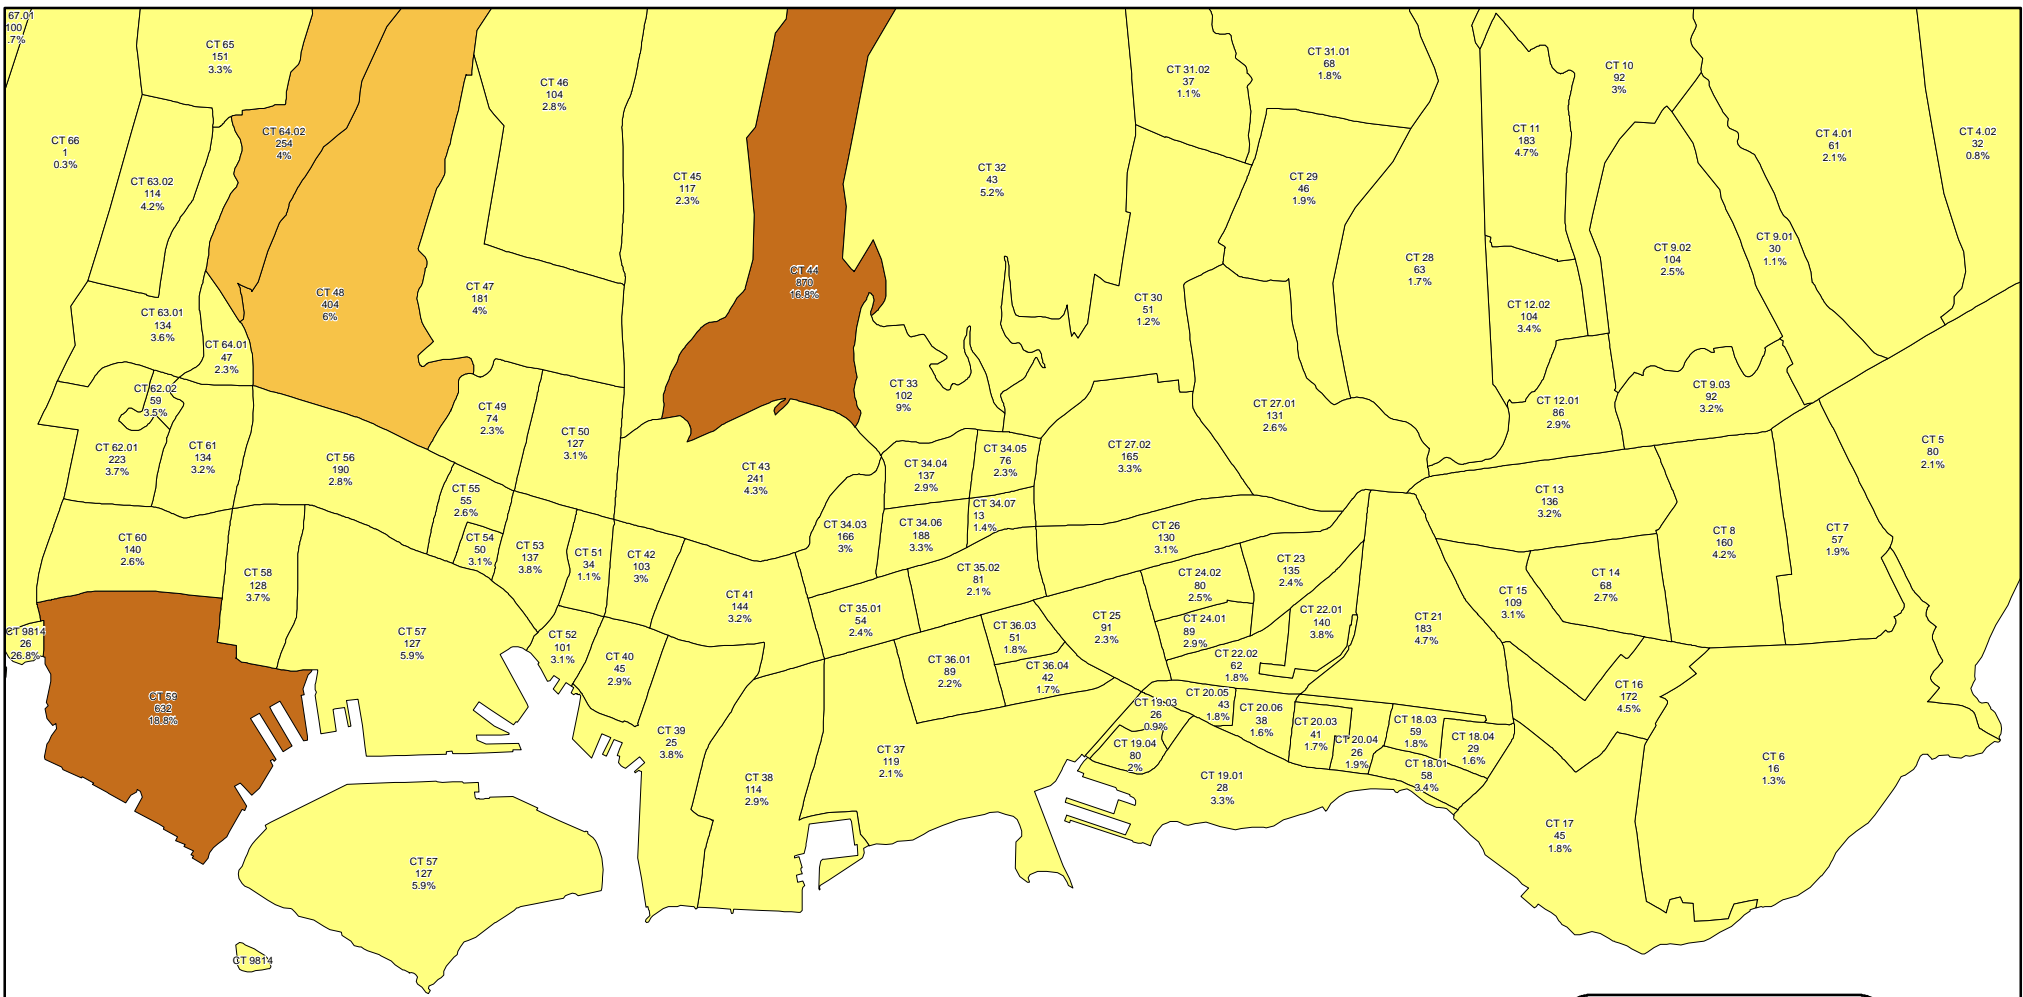 67.01
100
.7%
CT 65
151
3.3%
CT 46
104
2.8%
CT 31.02
37
1.1%
CT 31.01
68
1.8%
CT 10
92
3%
CT 66
1
0.3%
CT 64.02
254
4%
CT 63.02
114
4.2%
CT 45
117
2.3%
CT 32
43
5.2%
CT 29
46
1.9%
CT 11
183
4.7%
CT 4.01
61
2.1%
CT 4.02
32
0.8%
CT 9.01
30
1.1%
CT 9.02
104
2.5%
CT 28
63
1.7%
CT 44
870
16.8%
CT 48
404
6%
CT 47
181
4%
CT 30
51
1.2%
CT 12.02
104
3.4%
CT 63.01
134
3.6%
CT 64.01
47
2.3%
CT 62.02
59
3.5%
CT 33
102
9%
CT 27.01
131
2.6%
CT 12.01
86
2.9%
CT 9.03
92
3.2%
CT 49
74
2.3%
CT 50
127
3.1%
CT 62.01
223
3.7%
CT 61
134
3.2%
CT 56
190
2.8%
CT 43
241
4.3%
CT 34.04
137
2.9%
CT 34.05
76
2.3%
CT 27.02
165
3.3%
CT 5
80
2.1%
CT 55
55
2.6%
CT 13
136
3.2%
CT 34.07
13
1.4%
CT 34.03
166
3%
CT 34.06
188
3.3%
CT 26
130
3.1%
CT 8
160
4.2%
CT 7
57
1.9%
CT 60
140
2.6%
CT 54
50
3.1%
CT 53
137
3.8%
CT 51
34
1.1%
CT 42
103
3%
CT 58
128
3.7%
CT 35.02
81
2.1%
CT 24.02
80
2.5%
CT 23
135
2.4%
CT 14
68
2.7%
CT 15
109
3.1%
CT 41
144
3.2%
CT 35.01
54
2.4%
CT 25
91
2.3%
CT 24.01
89
2.9%
CT 22.01
140
3.8%
CT 21
183
4.7%
CT 9814
26
26.8%
CT 57
127
5.9%
CT 52
101
3.1%
CT 40
45
2.9%
CT 36.03
51
1.8%
CT 36.01
89
2.2%
CT 36.04
42
1.7%
CT 22.02
62
1.8%
CT 16
172
4.5%
CT 59
632
18.8%
CT 19.03
26
0.9%
CT 20.05
43
1.8%
CT 20.06
38
1.6%
CT 20.03
41
1.7%
CT 20.04
26
1.9%
CT 18.03
59
1.8%
CT 18.04
29
1.6%
CT 18.01
58
3.4%
CT 39
25
3.8%
CT 37
119
2.1%
CT 19.04
80
2%
CT 38
114
2.9%
CT 19.01
28
3.3%
CT 6
16
1.3%
CT 17
45
1.8%
CT 57
127
5.9%
CT 9814